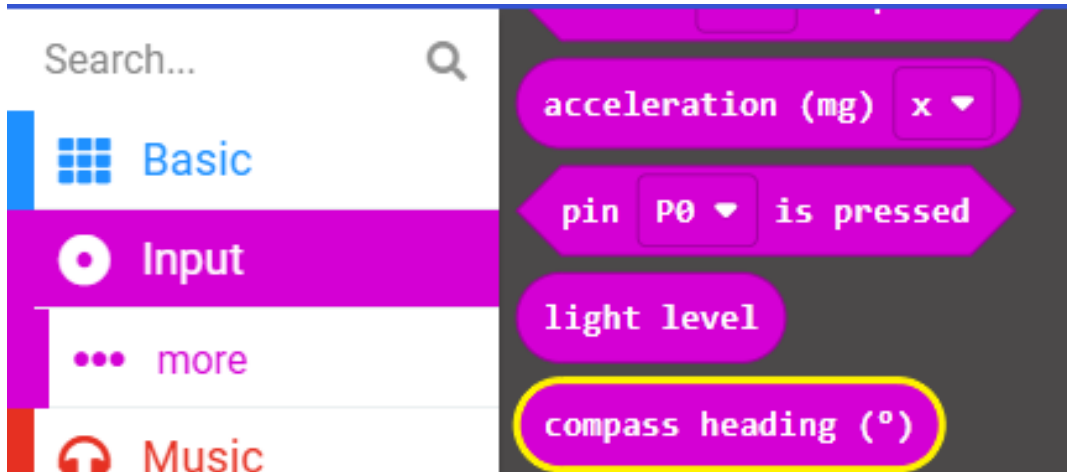 Search...
Basic
Input
more
Music
acceleration (mg) x
pin P0 is pressed
light level
compass heading (°)